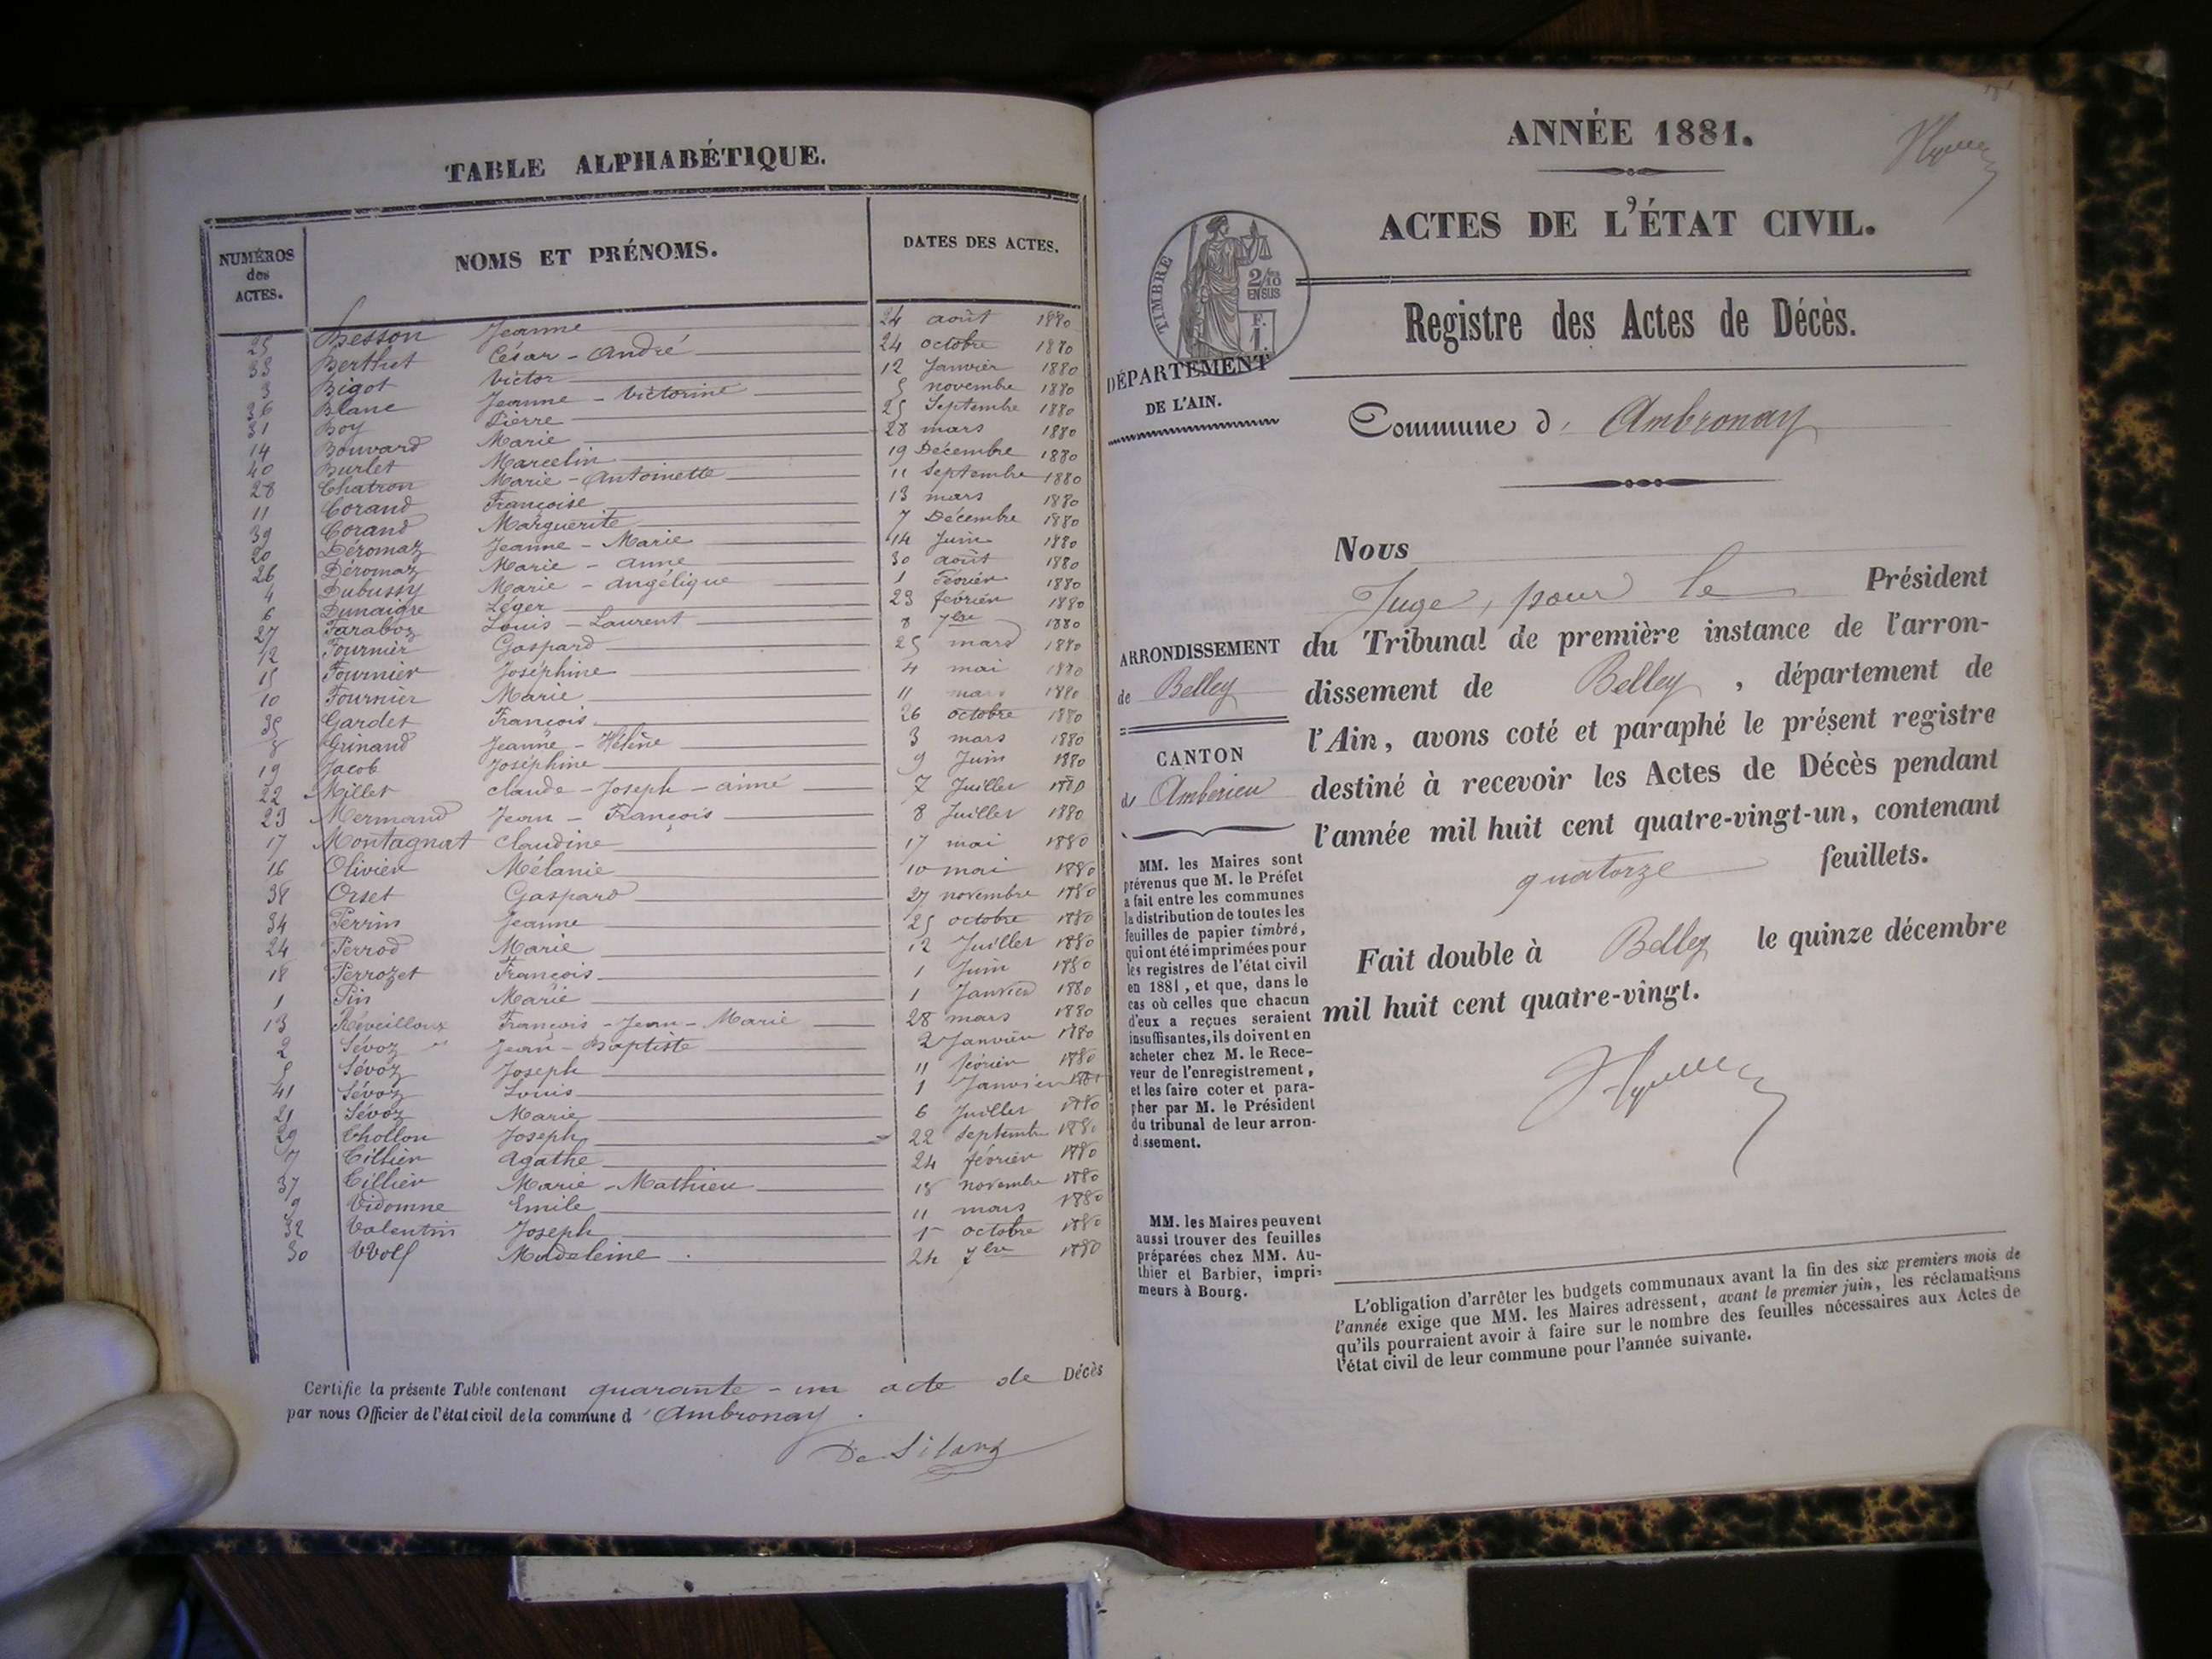 TABLE ALPHABÉTIQUE.
NUMÉROS des ACTES. NOMS ET PRÉNOMS. DATES DES ACTES.
25 Besson Jeanne 24 août 1880
33 Berthet César - André 24 octobre 1880
3 Bigot Victor 12 Janvier 1880
36 Blanc Jeanne - Victorine 5 novembre 1880
31 Boy Pierre 25 Septembre 1880
14 Bouvard Marie 28 mars 1880
40 Burlet Marcelin 19 Décembre 1880
28 Chatron Marie - Antoinette 11 Septembre 1880
11 Corand Françoise 13 mars 1880
39 Corand Marguerite 7 Décembre 1880
20 Déromaz Jeanne - Marie 14 Juin 1880
26 Déromaz Marie - anne 30 août 1880
4 Dubussy Marie - angélique 1 Février 1880
6 Dunaigre Léger 23 février 1880
27 Faraboz Louis - Laurent 8 7bre 1880
12 Fournier Gaspard 25 mars 1880
15 Fournier Joséphine 4 mai 1880
10 Fournier Marie 11 mars 1880
35 Gardet François 26 octobre 1880
8 Grinand Jeanne - Hélène 3 mars 1880
19 Jacob Joséphine 9 Juin 1880
22 Millet claude - Joseph - aimé 7 Juillet 1880
23 Mermand Jean - François 8 Juillet 1880
17 Montagnat Claudine 17 mai 1880
16 Olivier Mélanie 10 mai 1880
38 Orset Gaspard 27 novembre 1880
34 Perrin Jeanne 25 octobre 1880
24 Perrod Marie 12 Juillet 1880
18 Perrozet François 1 Juin 1880
1 Pin Marie 1 Janvier 1880
13 Réveilloux François - Jean - Marie 28 mars 1880
2 Sévoz Jean - Baptiste 2 Janvier 1880
5 Sévoz Joseph 11 février 1880
41 Sévoz Louis 1 Janvier 1881
21 Sévoz Marie 6 Juillet 1880
29 Chollon Joseph 22 Septembre 1880
7 Tillier Agathe 24 février 1880
37 Tillier Marie - Mathieu 18 novembre 1880
9 Vidonne Emile 11 mars 1880
32 Valentin Joseph 1 octobre 1880
30 Wolf Madeleine 24 7bre 1880
Certifie la présente Table contenant quarante - un acte de Décès
par nous Officier de l'état civil de la commune d'Ambronay.
De Silans
ANNÉE 1881.
ACTES DE L'ÉTAT CIVIL.
TIMBRE
2/10
EN SUS
F.
1.
Registre des Actes de Décès.
DÉPARTEMENT
DE L'AIN.
Commune d' Ambronay
Nous
Juge, pour le Président
du Tribunal de première instance de l'arron-
dissement de Belley, département de
l'Ain, avons coté et paraphé le présent registre
destiné à recevoir les Actes de Décès pendant
l'année mil huit cent quatre-vingt-un, contenant
quatorze feuillets.
Fait double à Belley le quinze décembre
mil huit cent quatre-vingt.
ARRONDISSEMENT
de Belley
CANTON
d' Ambérieu
MM. les Maires sont
prévenus que M. le Préfet
a fait entre les communes
la distribution de toutes les
feuilles de papier timbré,
qui ont été imprimées pour
les registres de l'état civil
en 1881, et que, dans le
cas où celles que chacun
d'eux a reçues seraient
insuffisantes, ils doivent en
acheter chez M. le Rece-
veur de l'enregistrement,
et les faire coter et para-
pher par M. le Président
du tribunal de leur arron-
dissement.
MM. les Maires peuvent
aussi trouver des feuilles
préparées chez MM. Au-
thier et Barbier, impri-
meurs à Bourg.
L'obligation d'arrêter les budgets communaux avant la fin des six premiers mois de
l'année exige que MM. les Maires adressent, avant le premier juin, les réclamations
qu'ils pourraient avoir à faire sur le nombre des feuilles nécessaires aux Actes de
l'état civil de leur commune pour l'année suivante.